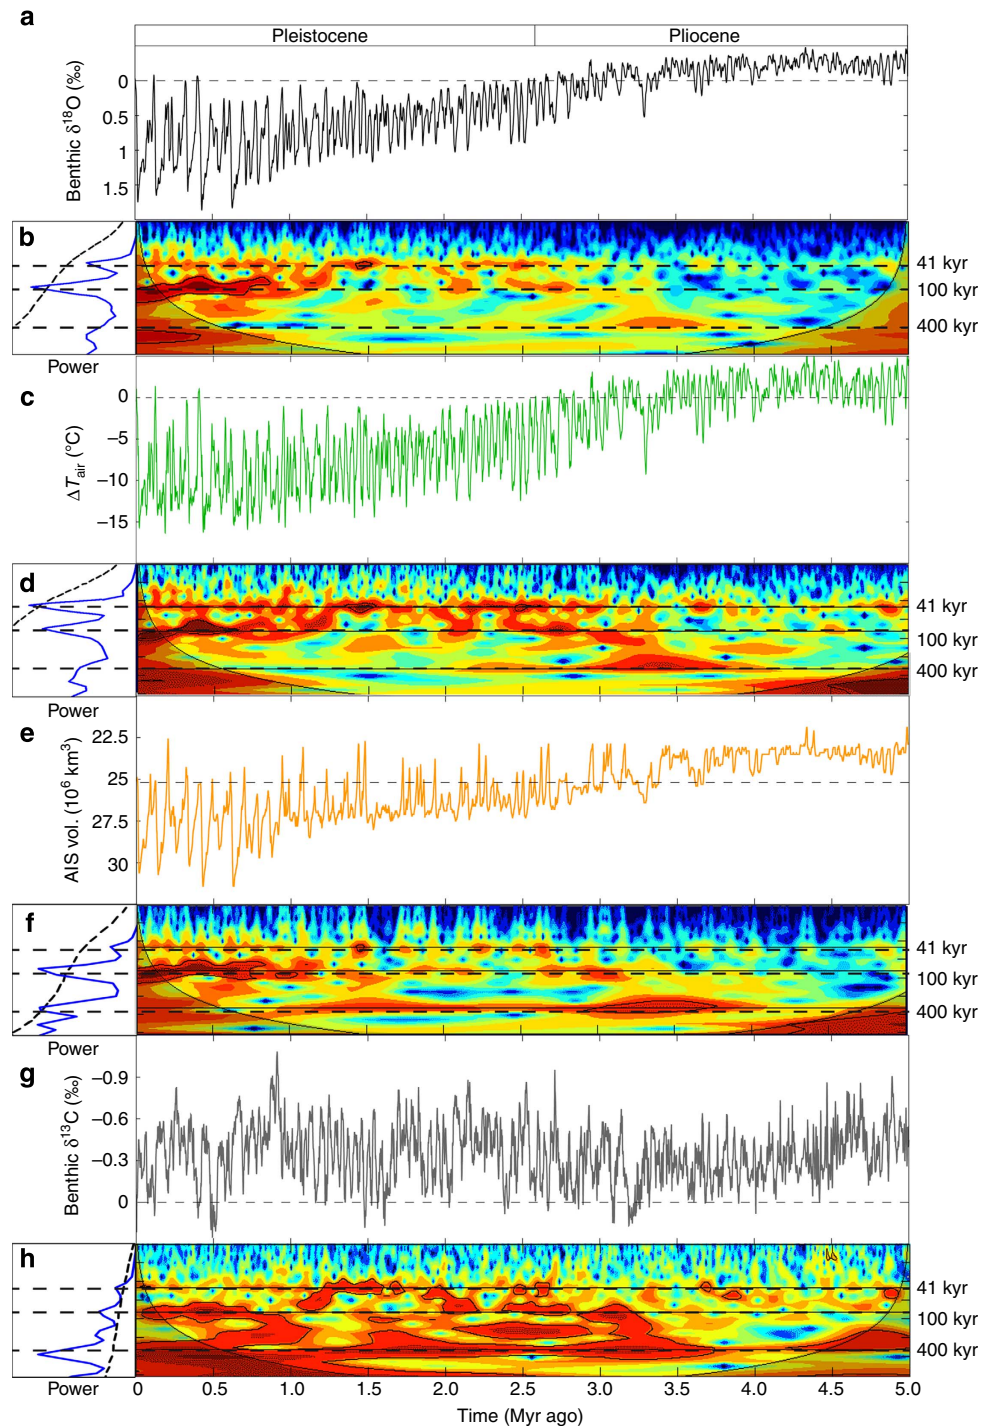 a
Pleistocene Pliocene
Benthic δ18O (‰)
0
0.5
1
1.5
b
41 kyr
100 kyr
400 kyr
Power
c
ΔTair (°C)
0
−5
−10
−15
d
41 kyr
100 kyr
400 kyr
Power
e
AIS vol. (10⁶ km³)
22.5
25
27.5
30
f
41 kyr
100 kyr
400 kyr
Power
g
Benthic δ13C (‰)
−0.9
−0.6
−0.3
0
h
41 kyr
100 kyr
400 kyr
Power
0 0.5 1.0 1.5 2.0 2.5 3.0 3.5 4.0 4.5 5.0
Time (Myr ago)